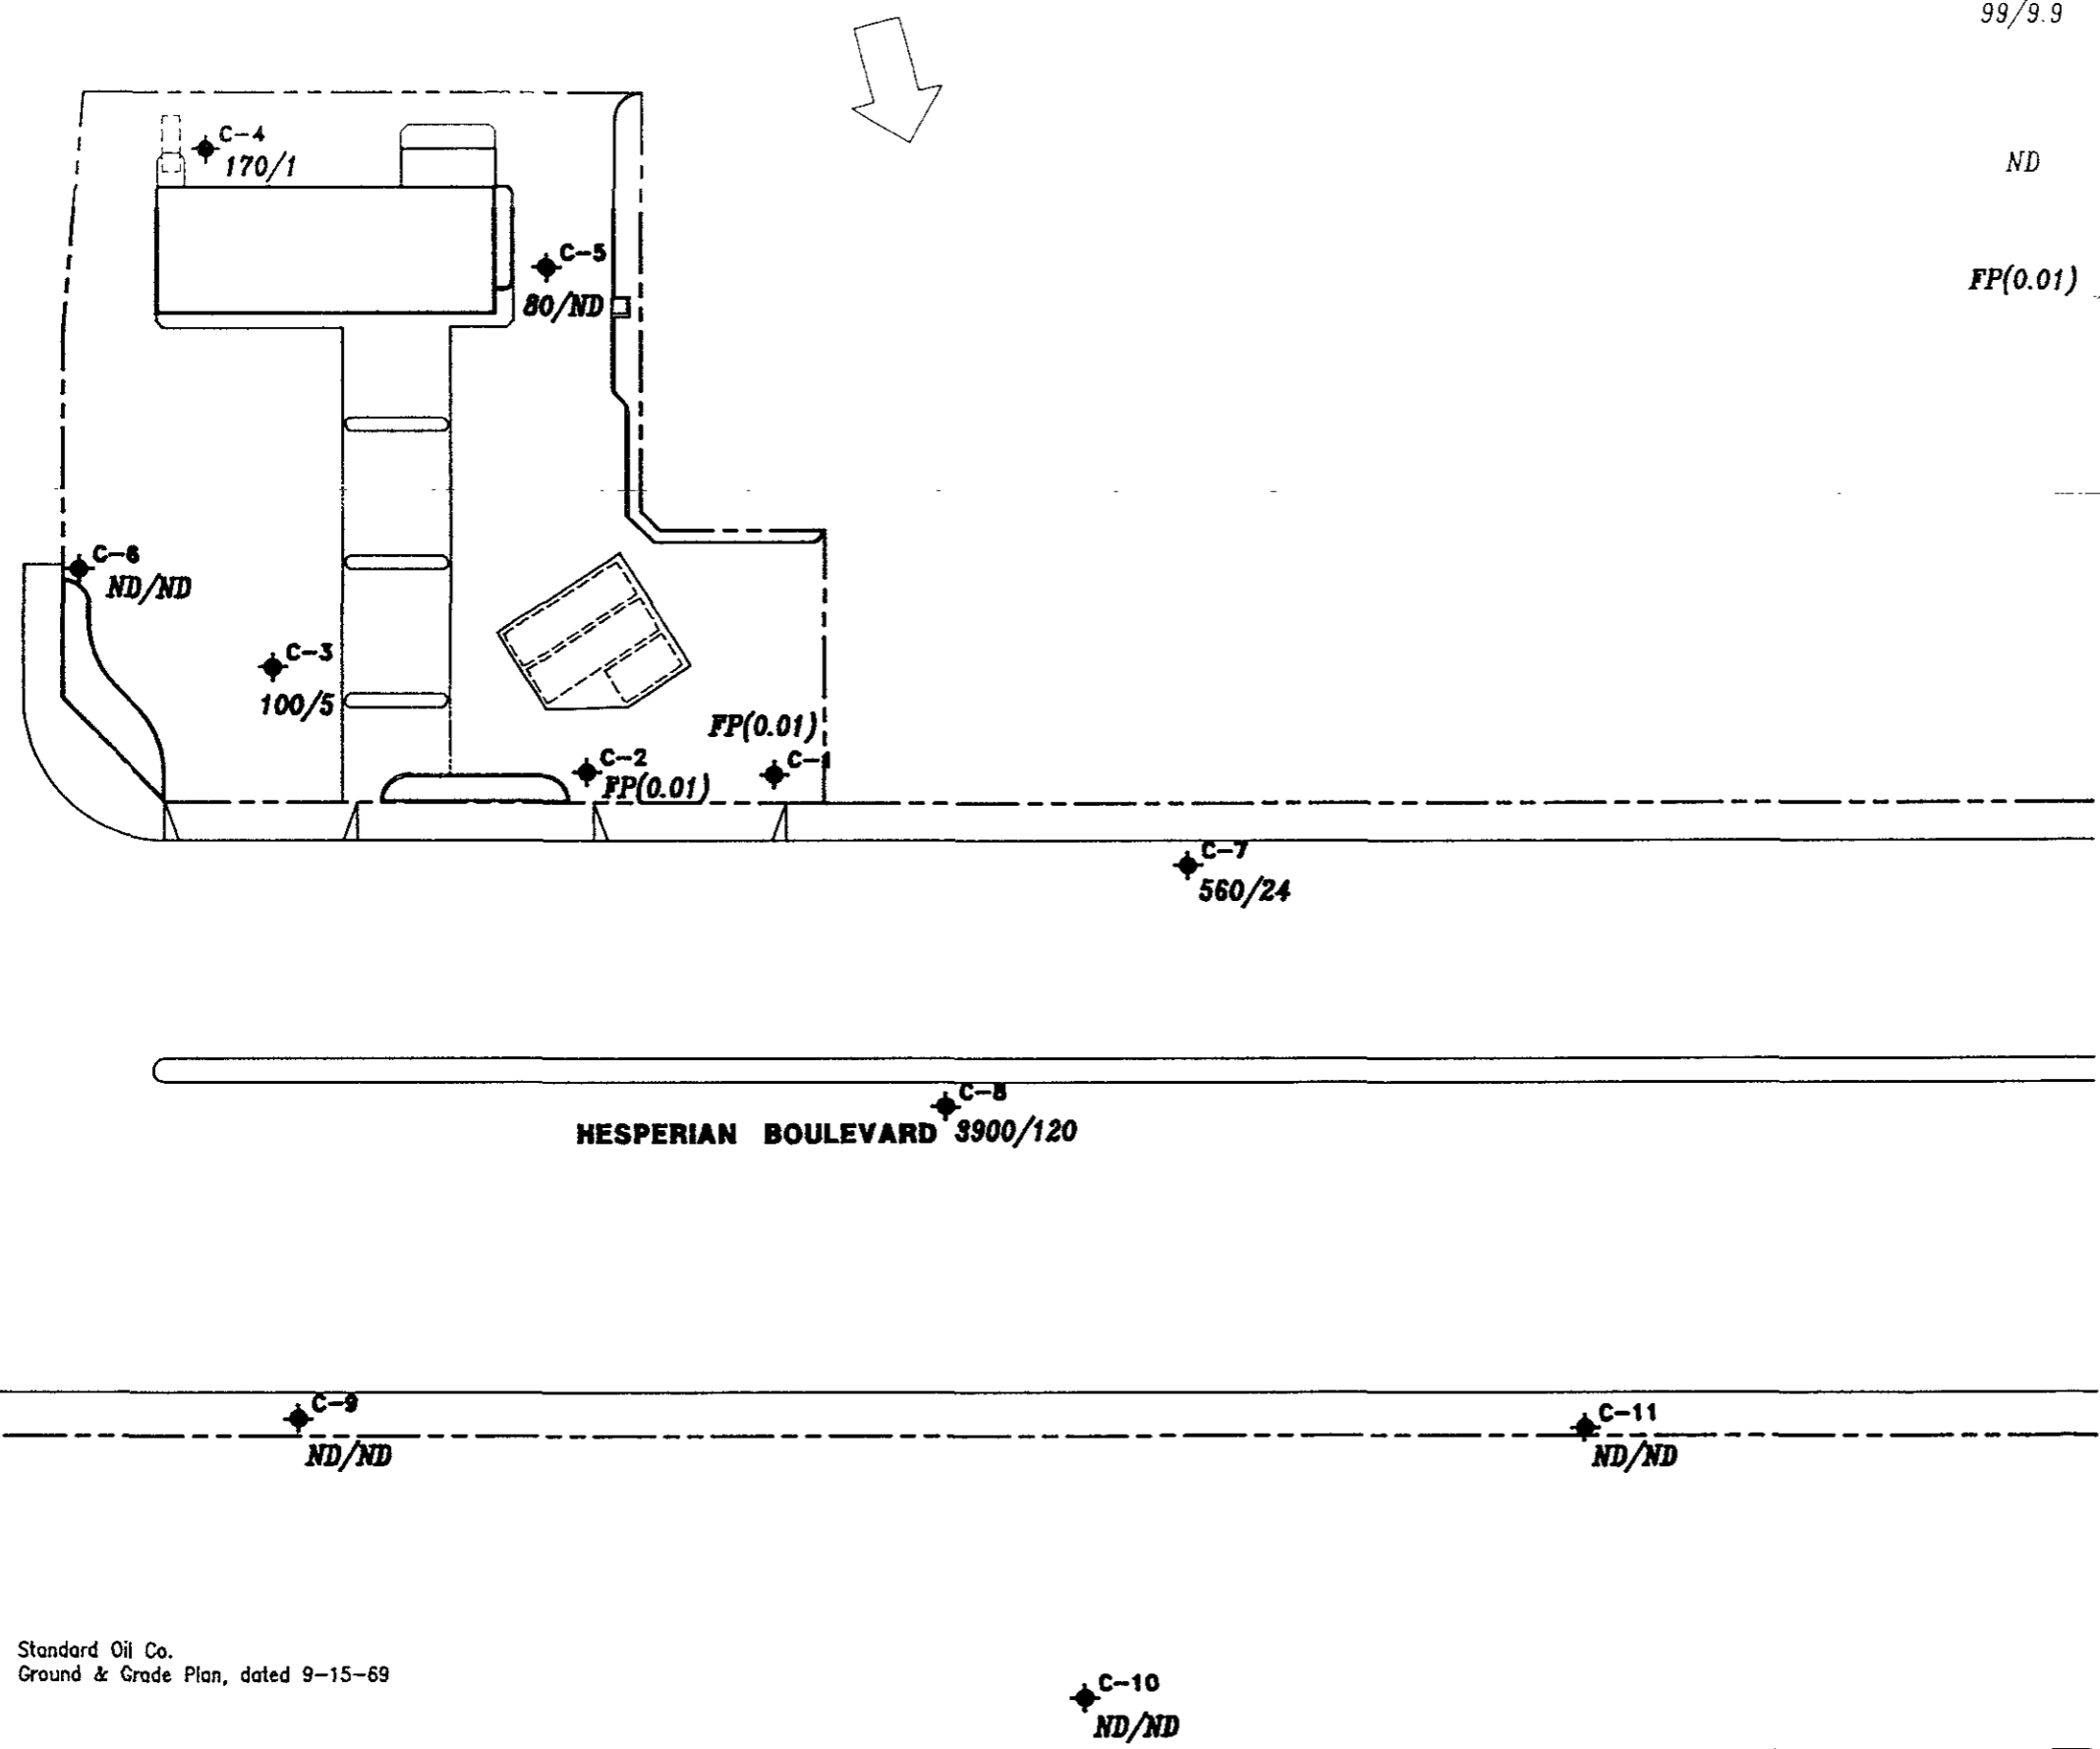 99/9.9
C-4
170/1
ND
C-5
80/ND
FP(0.01)
C-6
ND/ND
C-3
100/5
FP(0.01)
C-2
FP(0.01)
C-1
C-7
560/24
C-8
HESPERIAN BOULEVARD 3900/120
C-9
ND/ND
C-11
ND/ND
Standard Oil Co.
Ground & Grade Plan, dated 9-15-69
C-10
ND/ND